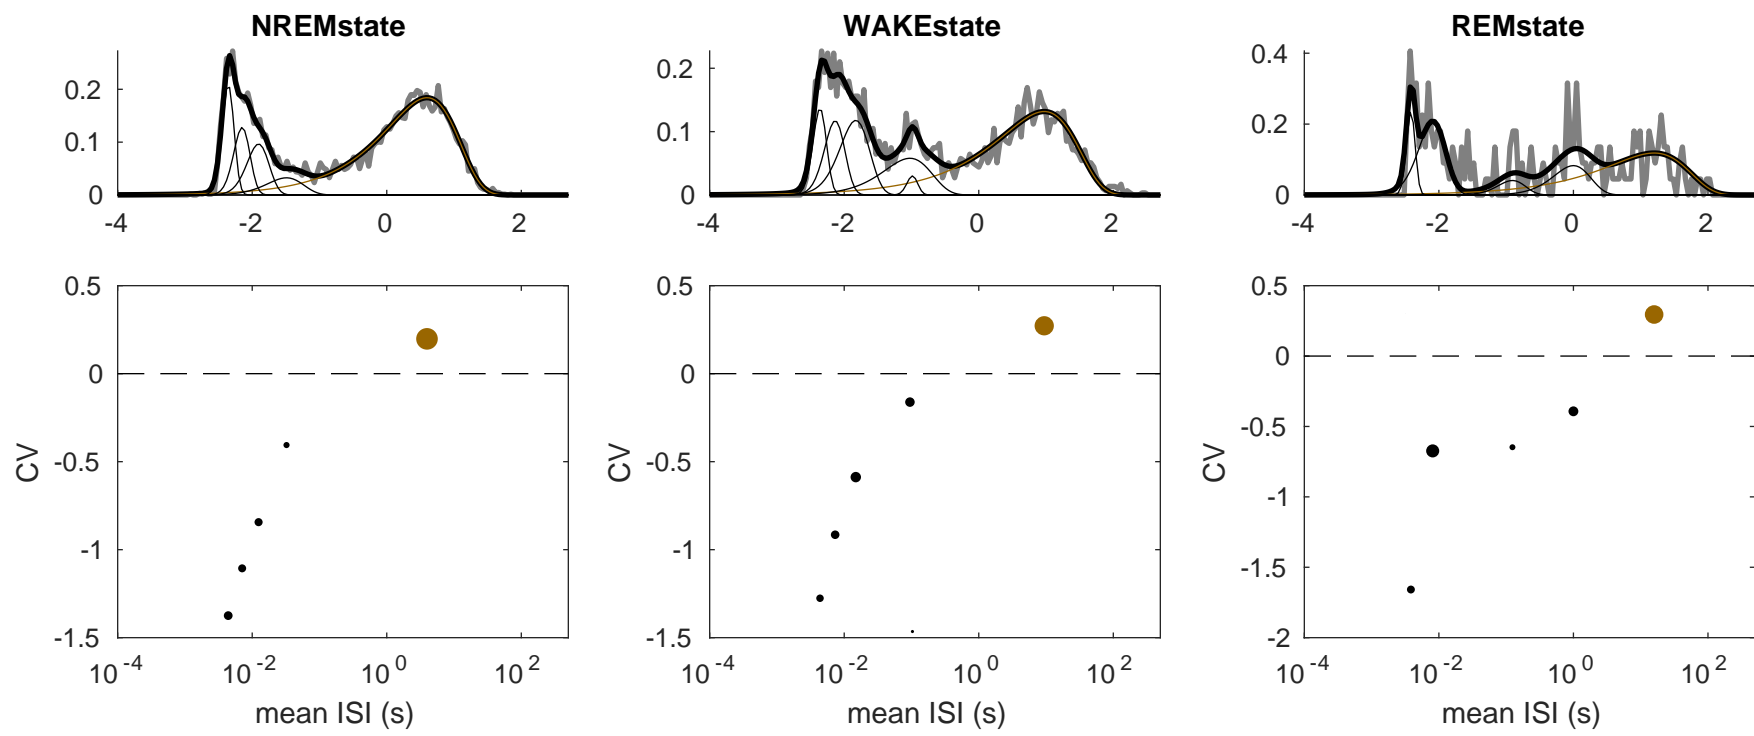 NREMstate WAKEstate REMstate
0.2 0.2 0.4
0.1 0.1 0.2
0 0 0
-4 -2 0 2 -4 -2 0 2 -4 -2 0 2
0.5 0.5 0.5
0 0 0
-0.5 -0.5 -0.5
-1 -1 -1
-1.5 -1.5 -1.5
-2
CV CV
10^-4 10^-2 10^0 10^2 10^-4 10^-2 10^0 10^2 10^-4 10^-2 10^0 10^2
mean ISI (s) mean ISI (s) mean ISI (s)